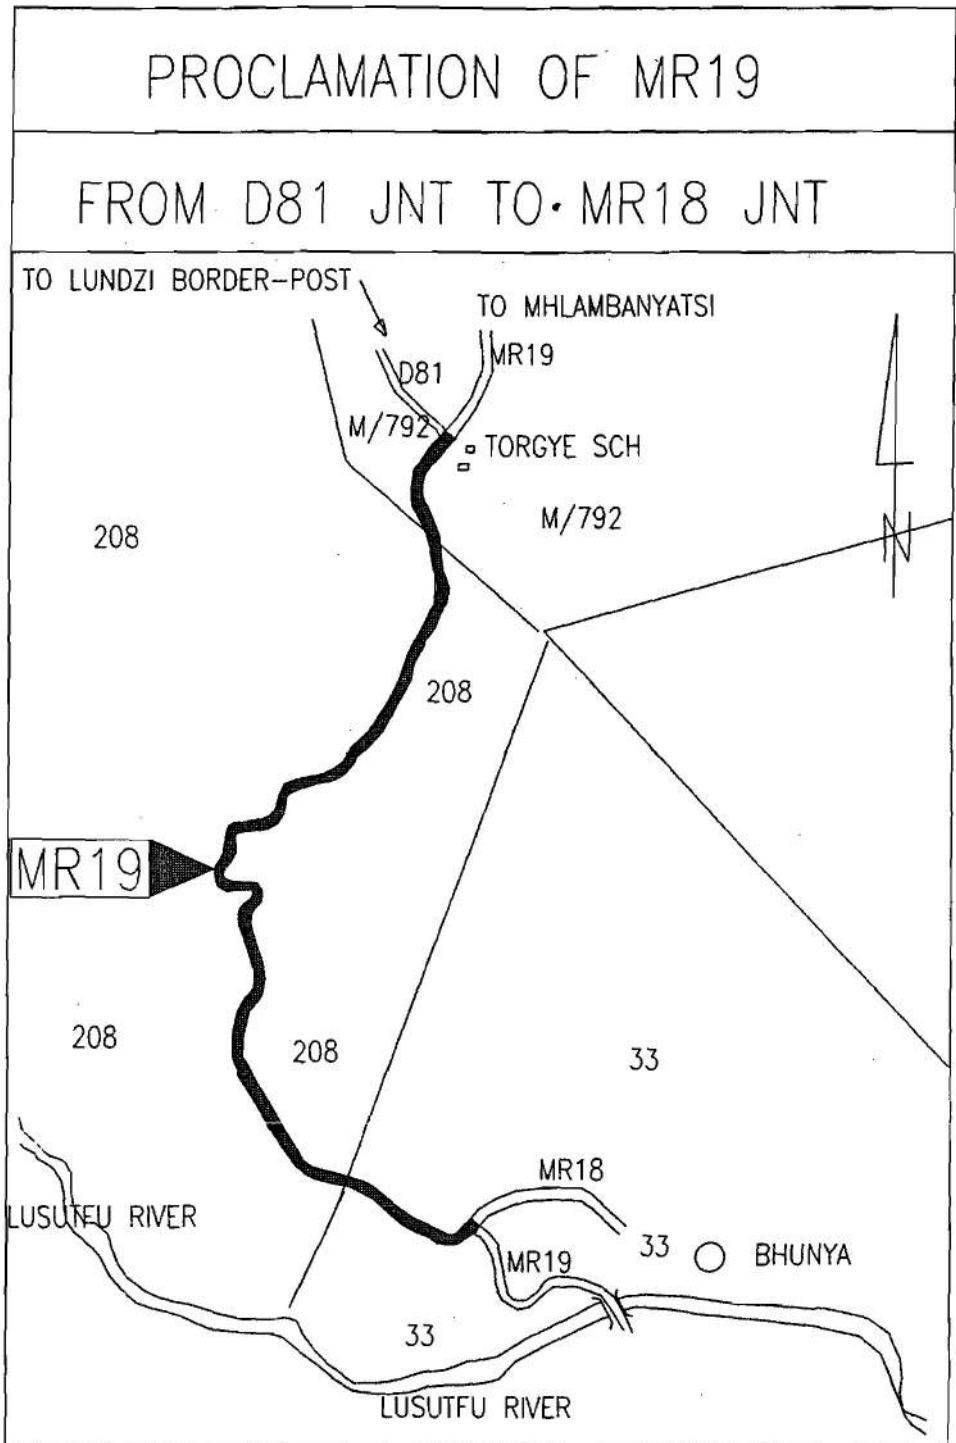 PROCLAMATION OF MR19
FROM D81 JNT TO MR18 JNT
TO LUNDZI BORDER-POST
TO MHLAMBANYATSI
MR19
D81
M/792
TORGYE SCH
M/792
208
N
208
MR19
208
208
33
MR18
LUSUTFU RIVER
33
BHUNYA
MR19
33
LUSUTFU RIVER